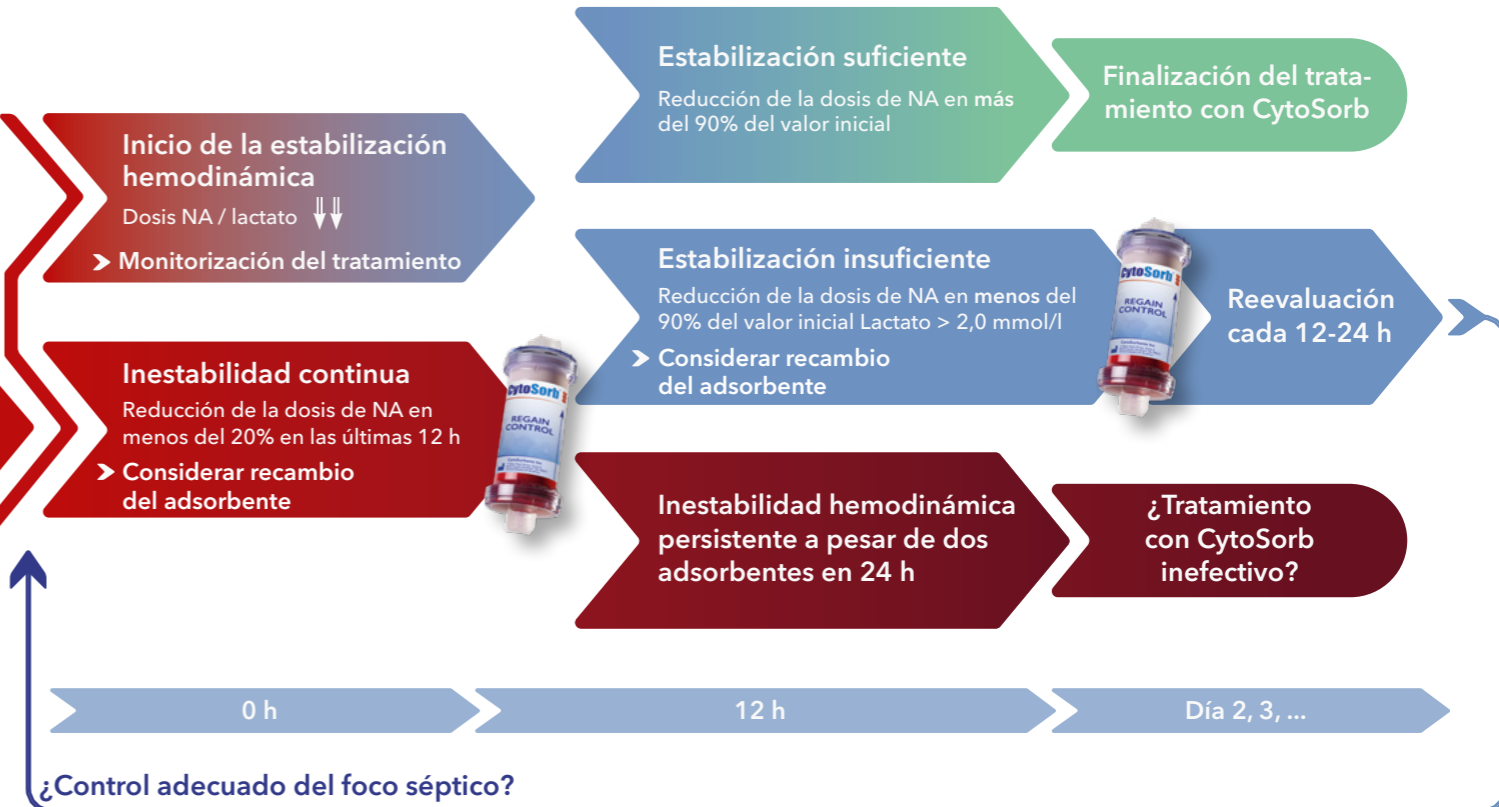 Inicio de la estabilización
hemodinámica
Dosis NA / lactato
Monitorización del tratamiento
Inestabilidad continua
Reducción de la dosis de NA en
menos del 20% en las últimas 12 h
Considerar recambio
del adsorbente
CytoSorb
REGAIN
CONTROL
Estabilización suficiente
Reducción de la dosis de NA en más
del 90% del valor inicial
Finalización del trata-
miento con CytoSorb
Estabilización insuficiente
Reducción de la dosis de NA en menos del
90% del valor inicial Lactato > 2,0 mmol/l
Considerar recambio
del adsorbente
CytoSorb
REGAIN
CONTROL
Reevaluación
cada 12-24 h
Inestabilidad hemodinámica
persistente a pesar de dos
adsorbentes en 24 h
¿Tratamiento
con CytoSorb
inefectivo?
0 h
12 h
Día 2, 3, ...
¿Control adecuado del foco séptico?